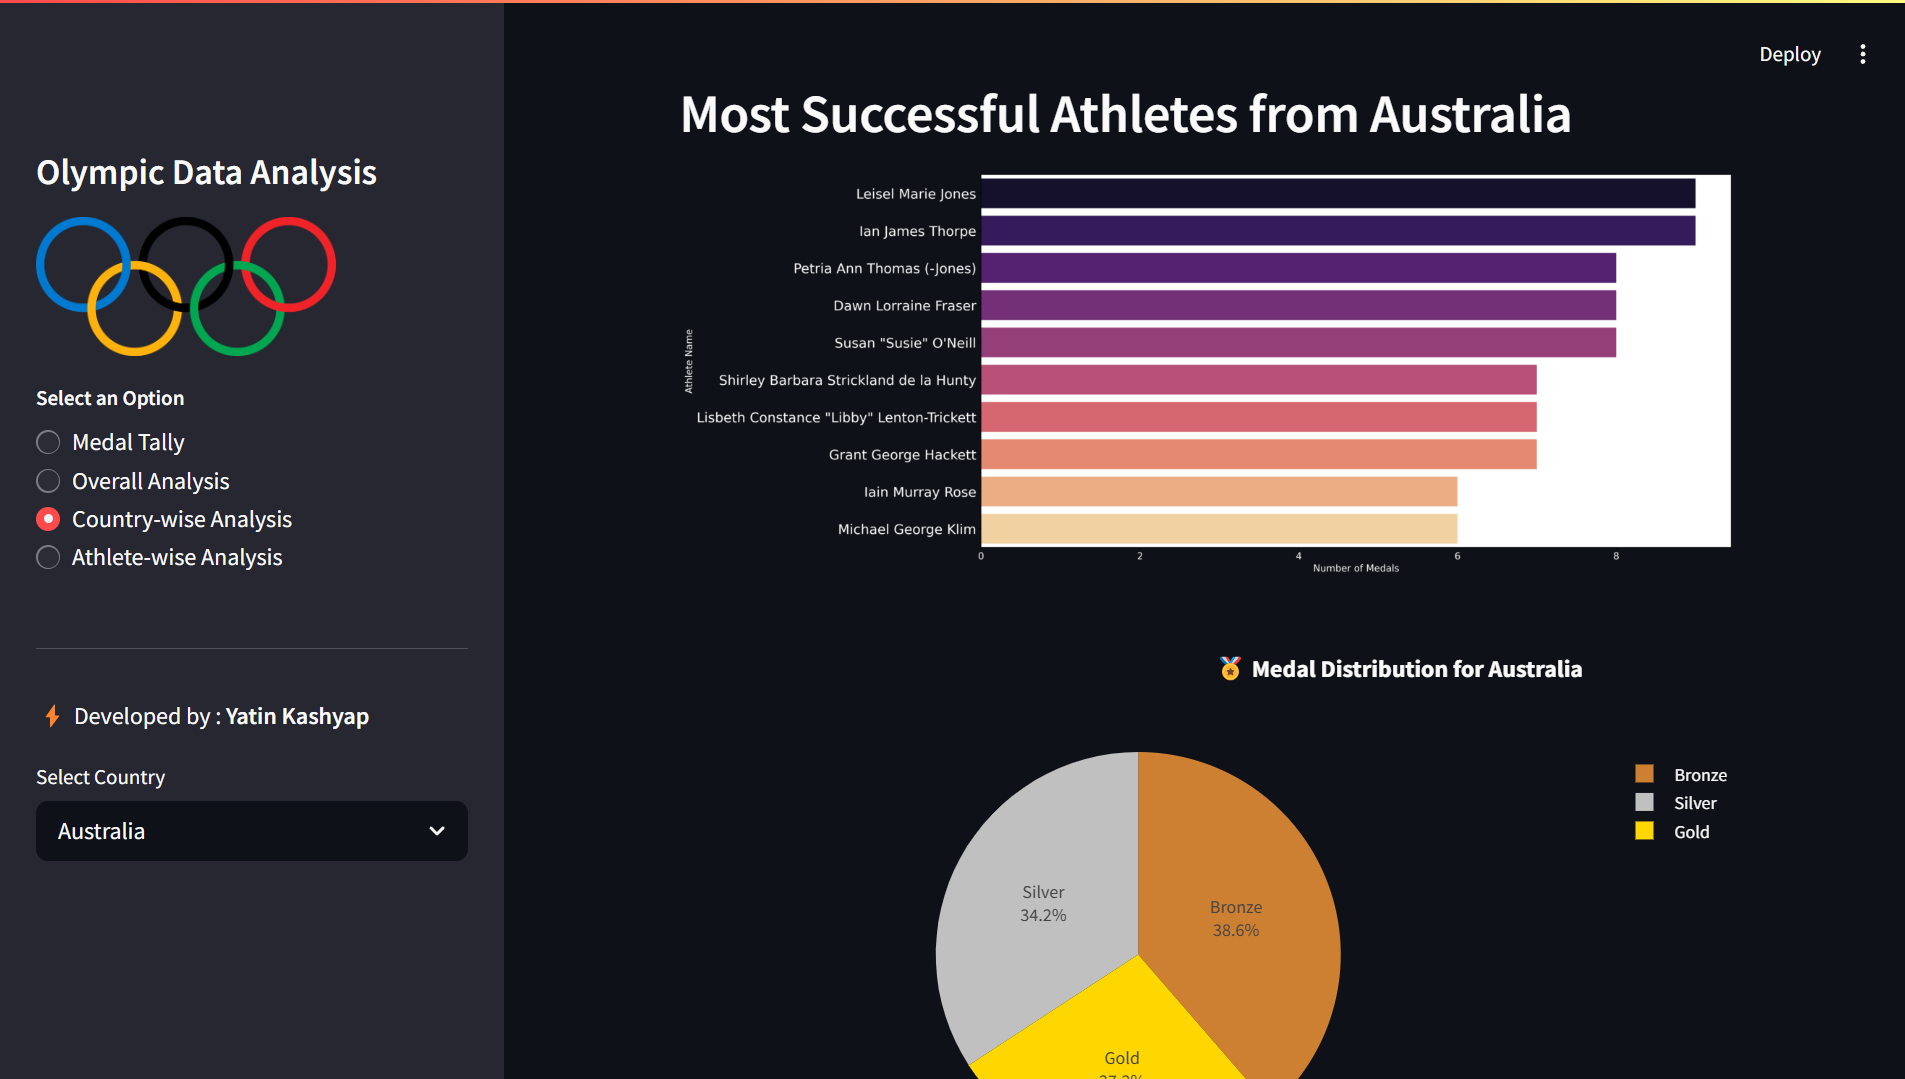 Deploy
Olympic Data Analysis
Select an Option
Medal Tally
Overall Analysis
Country-wise Analysis
Athlete-wise Analysis
Developed by : Yatin Kashyap
Select Country
Australia
Most Successful Athletes from Australia
Athlete Name
Leisel Marie Jones
Ian James Thorpe
Petria Ann Thomas (-Jones)
Dawn Lorraine Fraser
Susan "Susie" O'Neill
Shirley Barbara Strickland de la Hunty
Lisbeth Constance "Libby" Lenton-Trickett
Grant George Hackett
Iain Murray Rose
Michael George Klim
0 2 4 6 8
Number of Medals
Medal Distribution for Australia
Bronze
Silver
Gold
Silver
34.2%
Bronze
38.6%
Gold